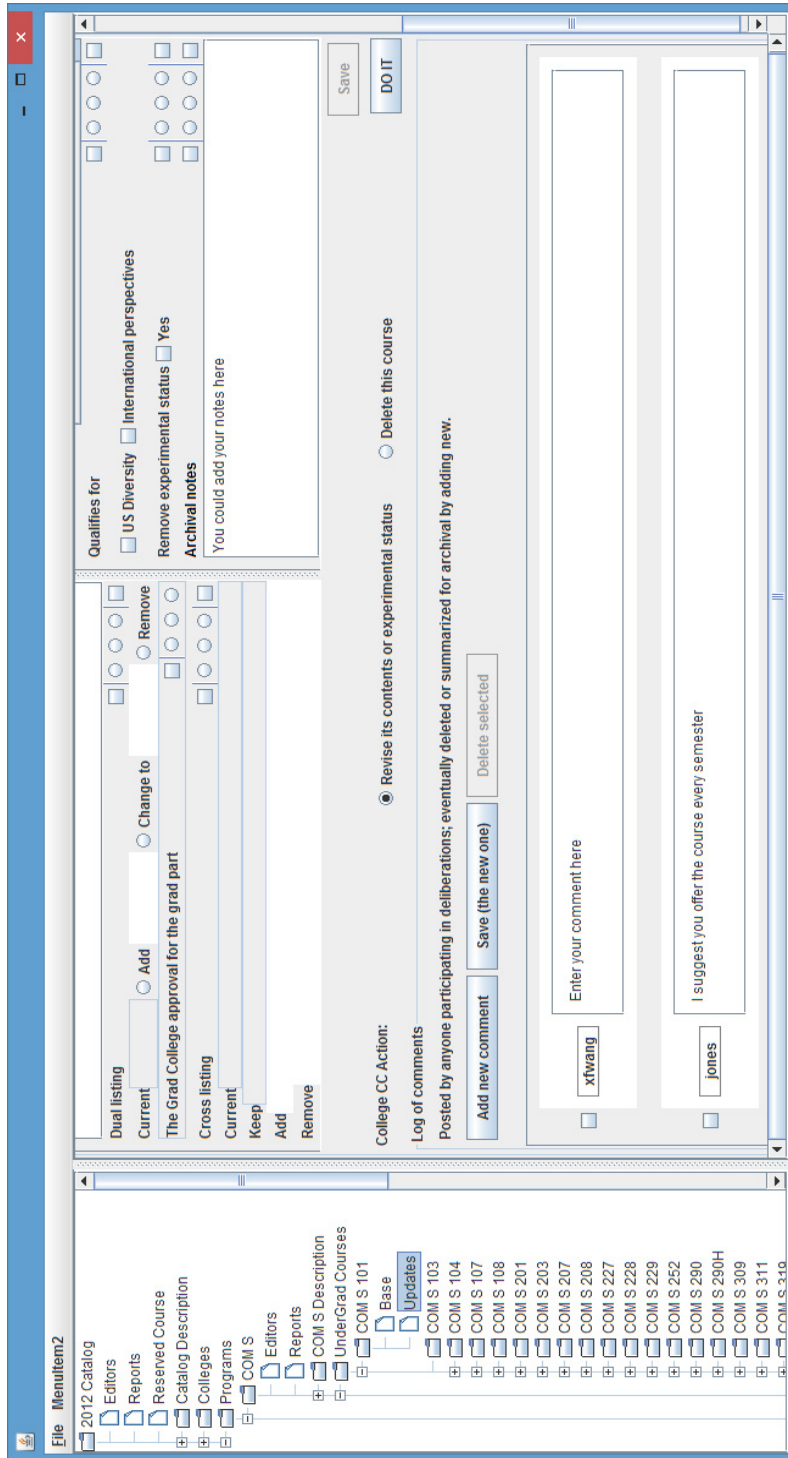 File MenuItem2
2012 Catalog
Editors
Reports
Reserved Course
Catalog Description
Colleges
Programs
COM S
Editors
Reports
COM S Description
UnderGrad Courses
COM S 101
Base
Updates
COM S 103
COM S 104
COM S 107
COM S 108
COM S 201
COM S 203
COM S 207
COM S 208
COM S 227
COM S 228
COM S 229
COM S 252
COM S 290
COM S 290H
COM S 309
COM S 311
COM S 319
Dual listing
Current Add Change to Remove
The Grad College approval for the grad part
Cross listing
Current
Keep
Add
Remove
Qualifies for
US Diversity International perspectives
Remove experimental status Yes
Archival notes
You could add your notes here
Save
College CC Action: Revise its contents or experimental status Delete this course DO IT
Log of comments
Posted by anyone participating in deliberations; eventually deleted or summarized for archival by adding new.
Add new comment Save (the new one) Delete selected
xfwang Enter your comment here
jones I suggest you offer the course every semester